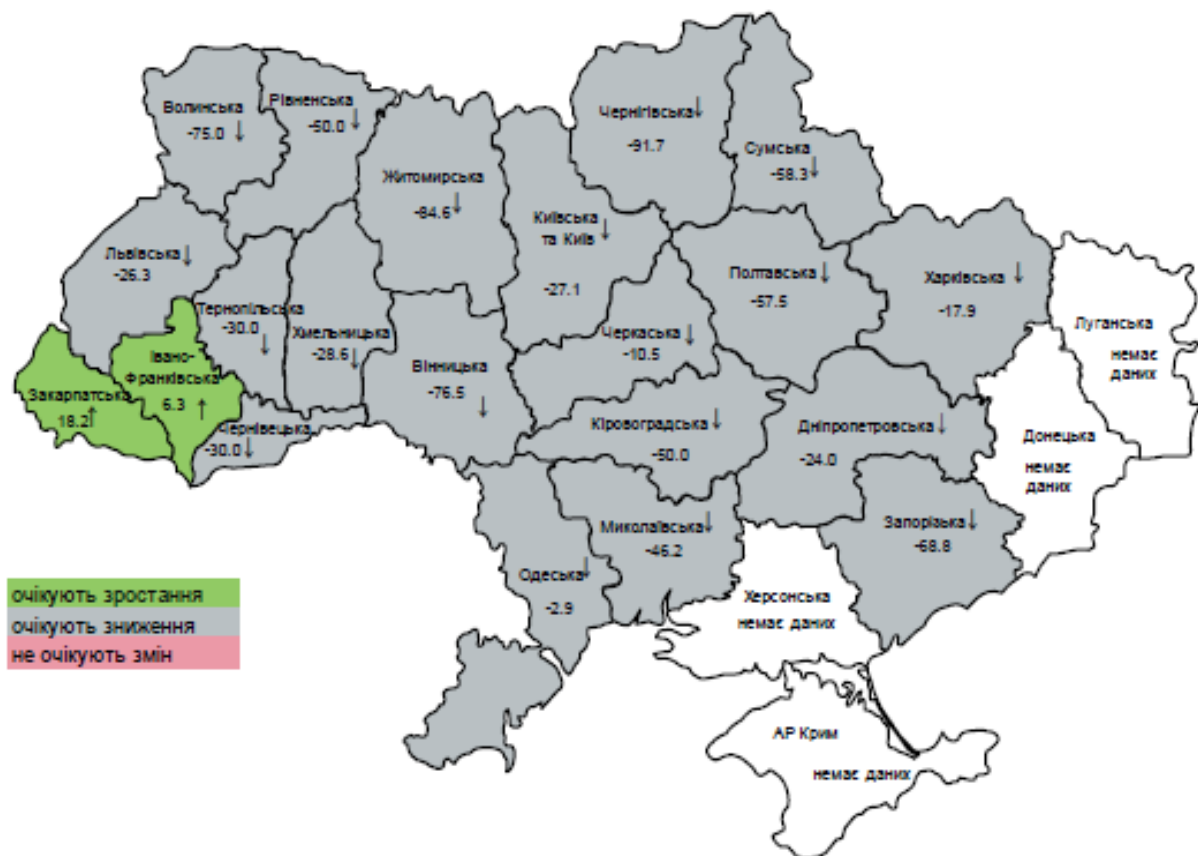 Волинська
-75.0 ↓
Рівненська
-50.0 ↓
Житомирська
-84.6 ↓
Київська ↓
та Київ
-27.1
Чернігівська ↓
-91.7
Сумська
-58.3 ↓
Львівська ↓
-26.3
Тернопільська
-30.0 ↓
Хмельницька
-28.6 ↓
Вінницька
-76.5 ↓
Черкаська ↓
-10.5
Полтавська ↓
-57.5
Харківська ↓
-17.9
Луганська
немає
даних
Закарпатська
18.2 ↑
Івано-
Франківська
6.3 ↑
Чернівецька
-30.0 ↓
Кіровоградська ↓
-50.0
Дніпропетровська ↓
-24.0
Донецька
немає
даних
Одеська ↓
-2.9
Миколаївська ↓
-46.2
Запорізька ↓
-68.8
Херсонська
немає даних
АР Крим
немає даних
очікують зростання
очікують зниження
не очікують змін